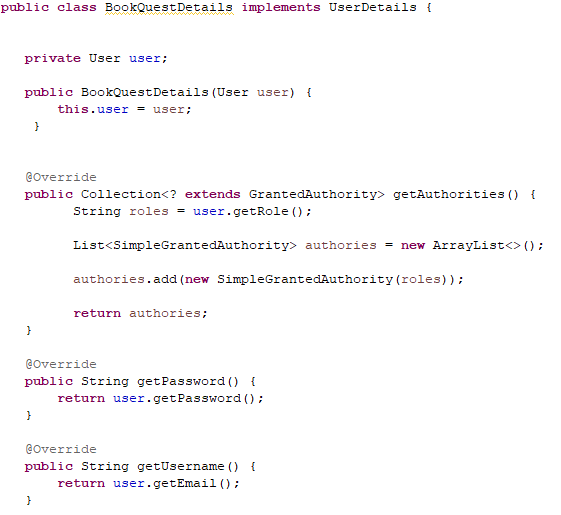 public class BookQuestDetails implements UserDetails {
private User user;
public BookQuestDetails(User user) {
this.user = user;
}
@Override
public Collection<? extends GrantedAuthority> getAuthorities() {
String roles = user.getRole();
List<SimpleGrantedAuthority> authories = new ArrayList<>();
authories.add(new SimpleGrantedAuthority(roles));
return authories;
}
@Override
public String getPassword() {
return user.getPassword();
}
@Override
public String getUsername() {
return user.getEmail();
}